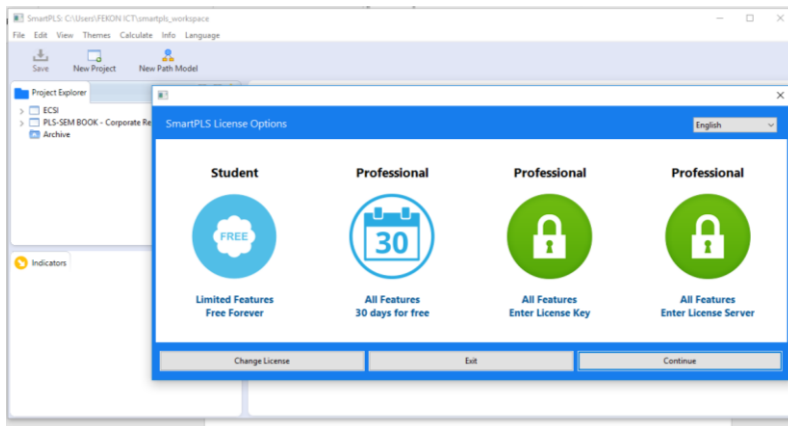 SmartPLS: C:\Users\FEKON ICT\smartpls_workspace
File Edit View Themes Calculate Info Language
Save New Project New Path Model
Project Explorer
ECSI
PLS-SEM BOOK - Corporate Re
Archive
Indicators
SmartPLS License Options
English
Student
Professional
Professional
Professional
FREE
30
Limited Features
Free Forever
All Features
30 days for free
All Features
Enter License Key
All Features
Enter License Server
Change License
Exit
Continue